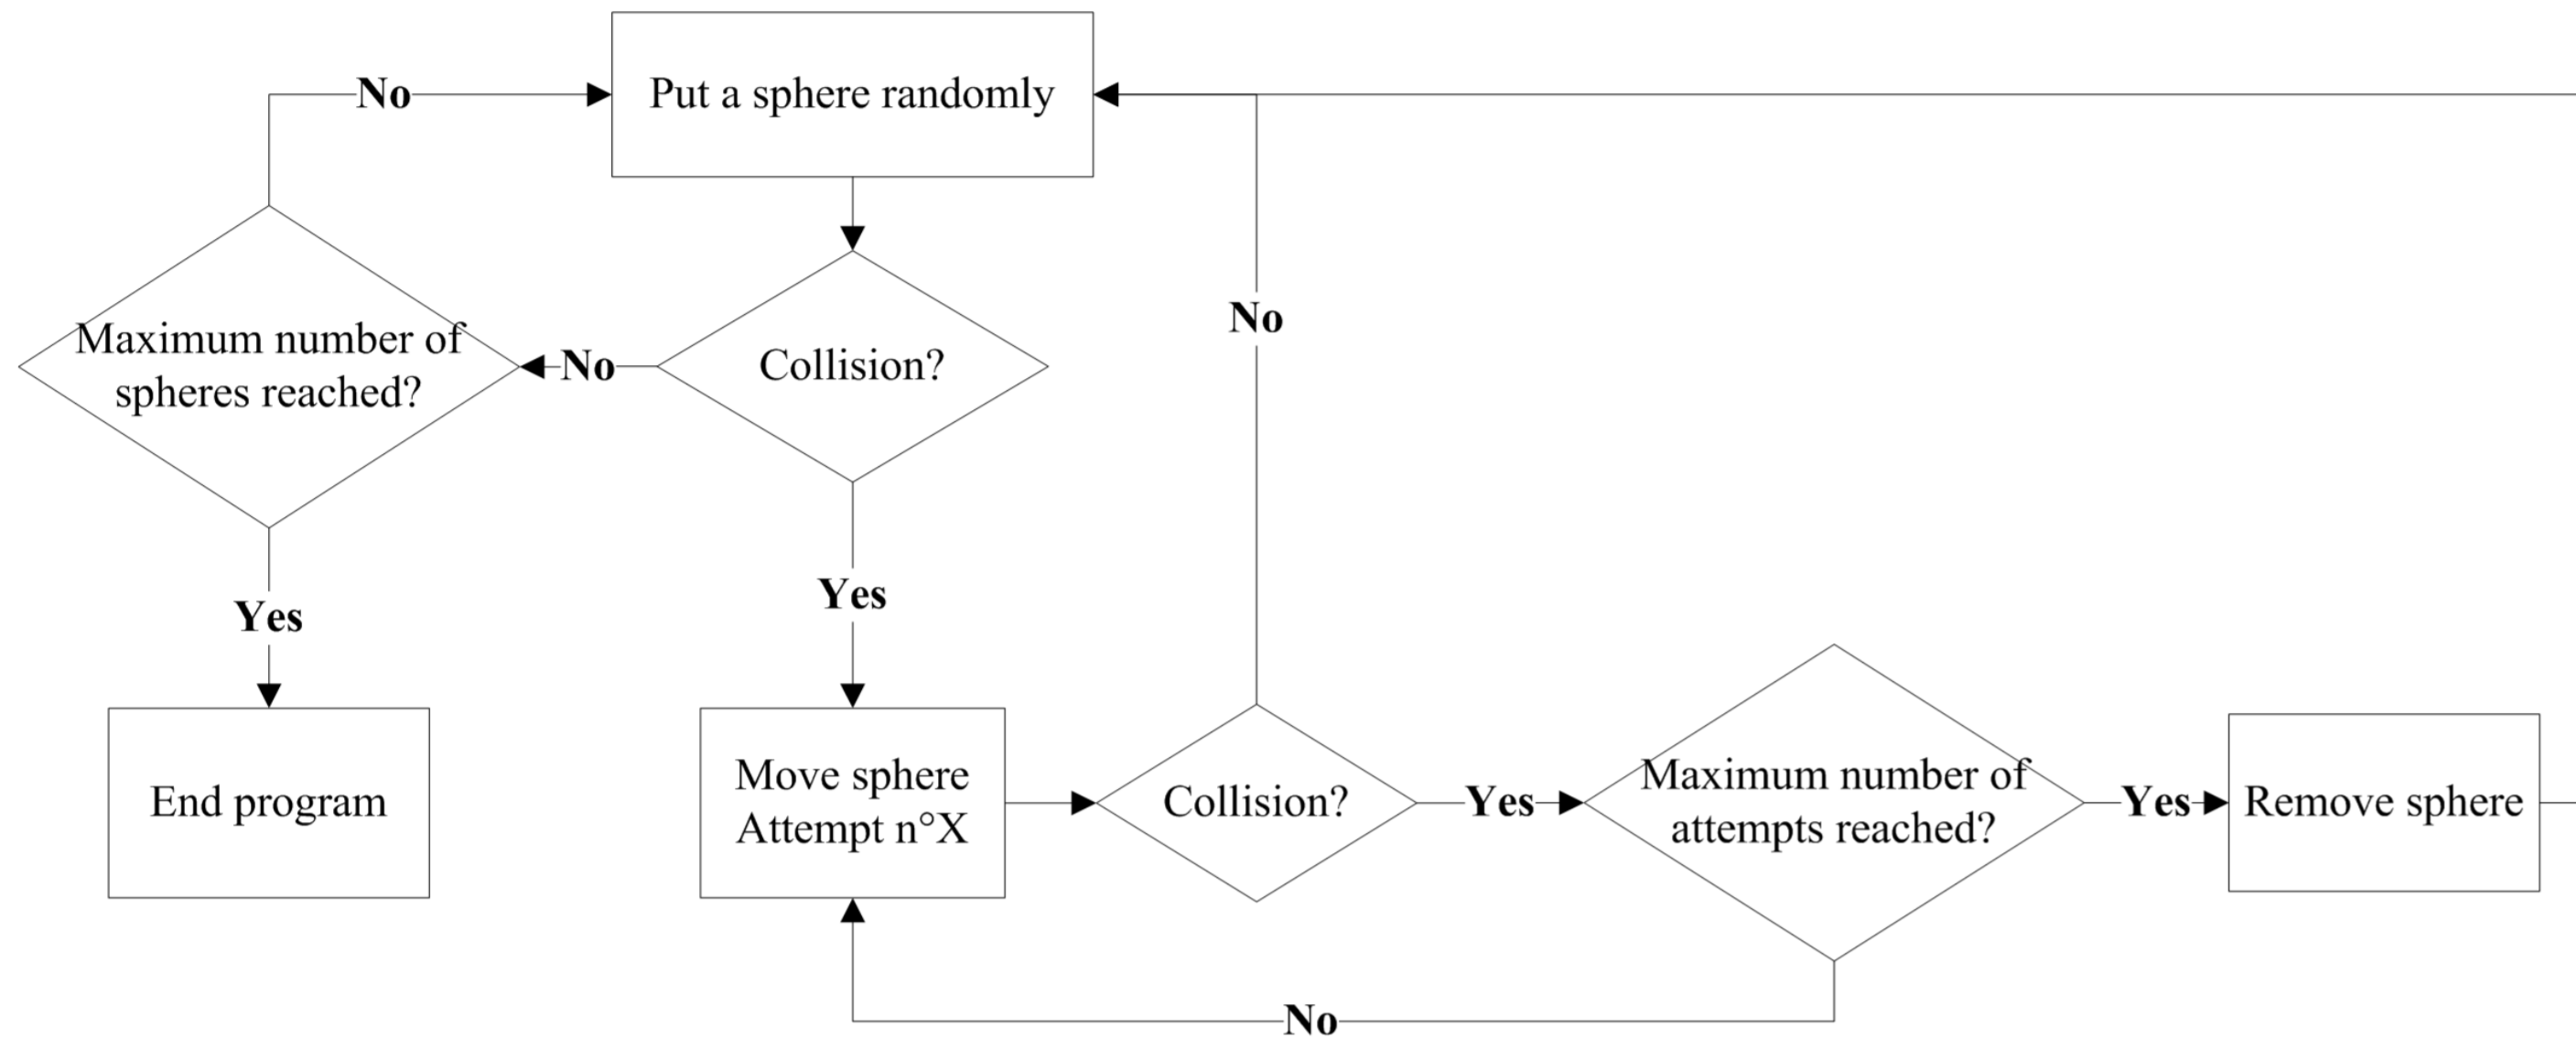 No
Put a sphere randomly
Maximum number of
spheres reached?
No
Collision?
No
Yes
Yes
End program
Move sphere
Attempt n°X
Collision?
Yes
Maximum number of
attempts reached?
Yes
Remove sphere
No